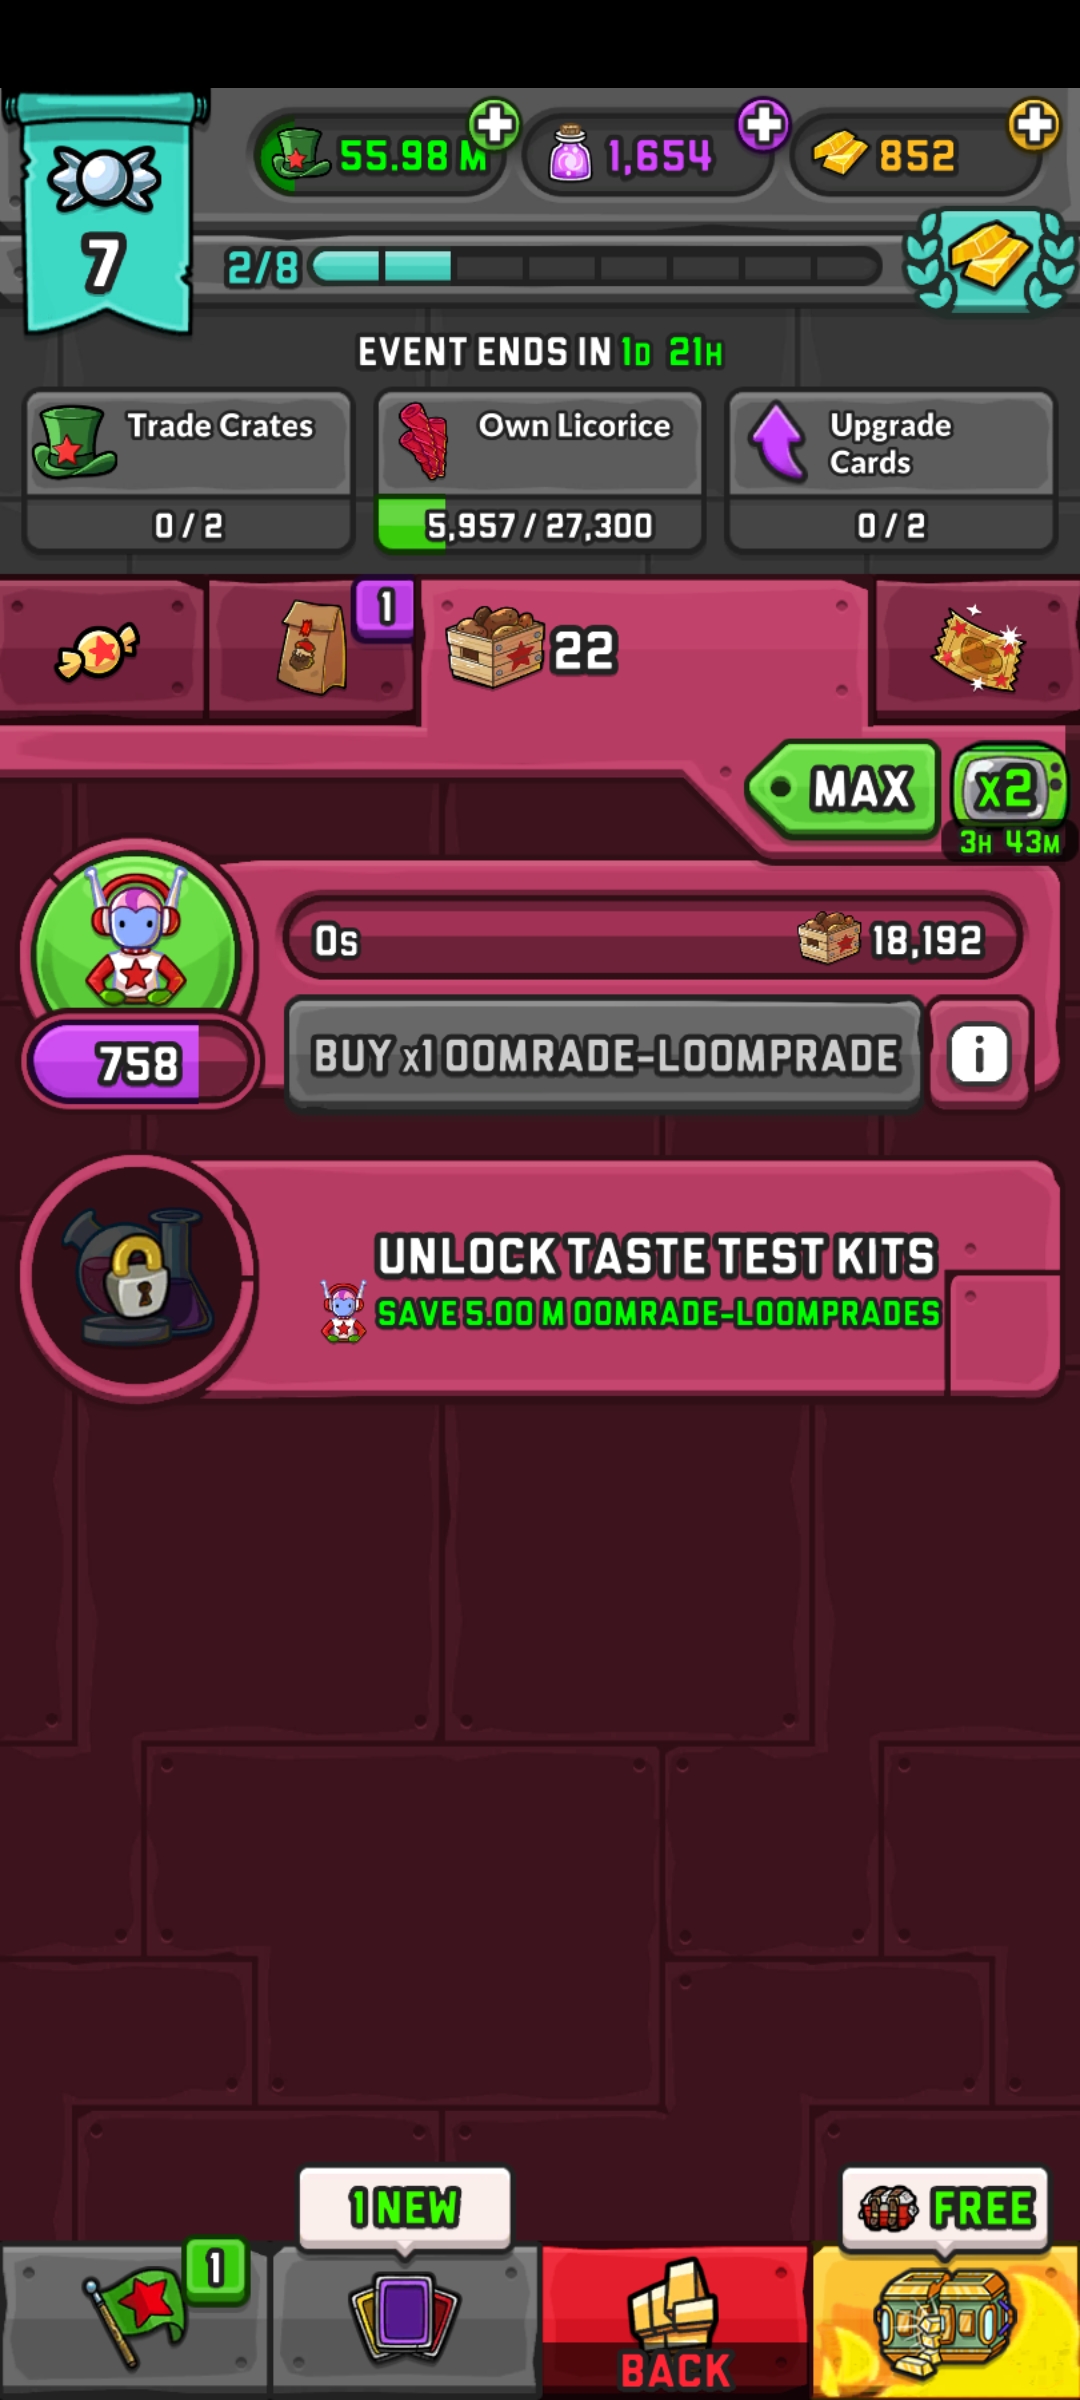 55.98 M
1,654
852
7
2/8
EVENT ENDS IN 1D 21H
Trade Crates
0 / 2
Own Licorice
5,957 / 27,300
Upgrade
Cards
0 / 2
1
22
MAX
x2
3H 43M
0s
18,192
758
BUY x1 OOMRADE-LOOMPRADE
i
UNLOCK TASTE TEST KITS
SAVE 5.00 M OOMRADE-LOOMPRADES
1 NEW
FREE
1
BACK